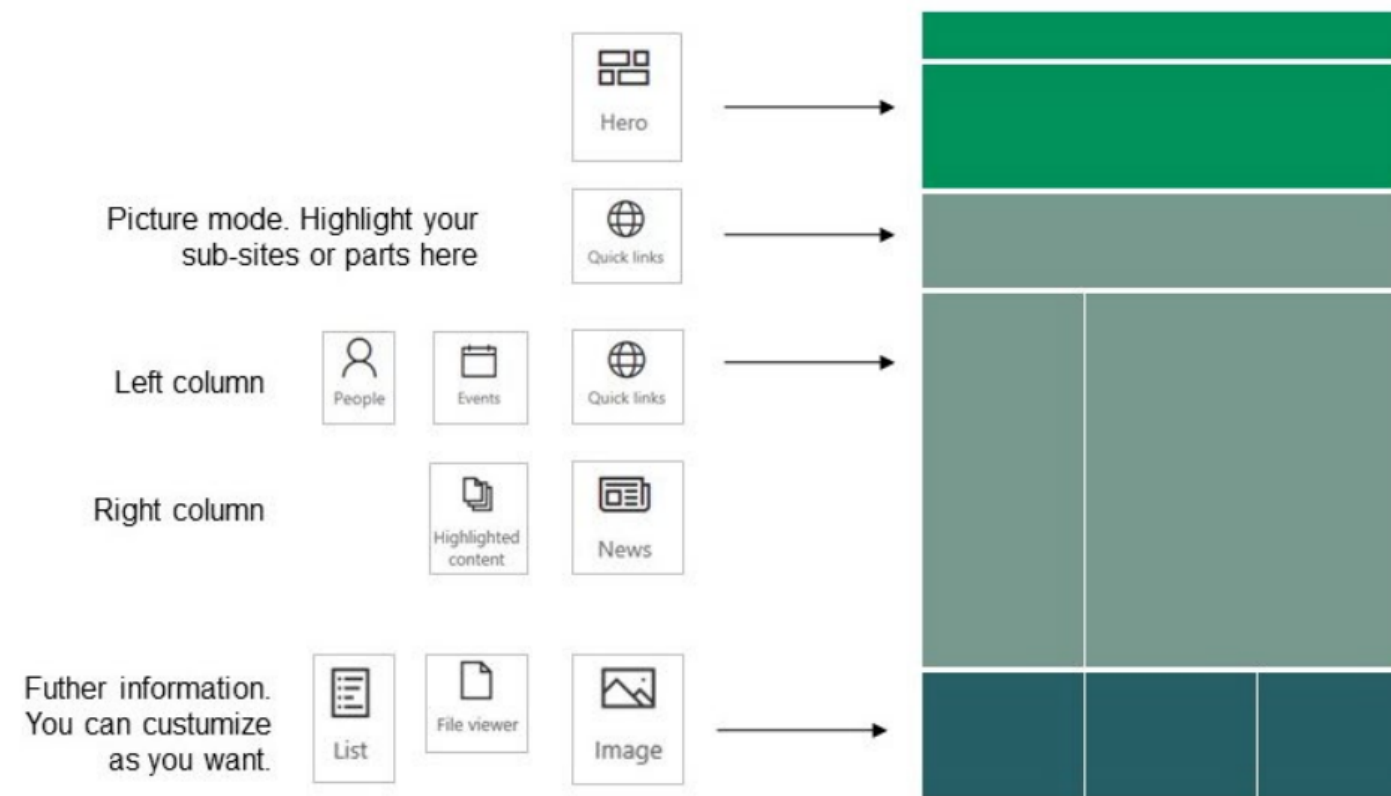 Hero
Picture mode. Highlight your
sub-sites or parts here
Quick links
Left column
People
Events
Quick links
Right column
Highlighted
content
News
Futher information.
You can custumize
as you want.
List
File viewer
Image